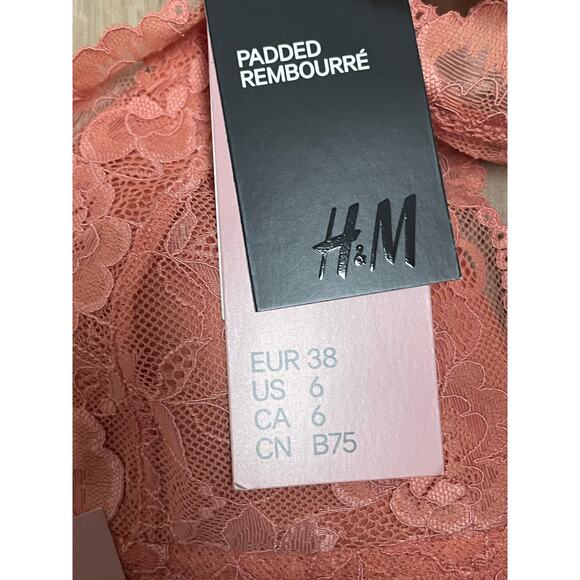 PADDED
REMBOURRÉ
H&M
EUR 38
US 6
CA 6
CN B75